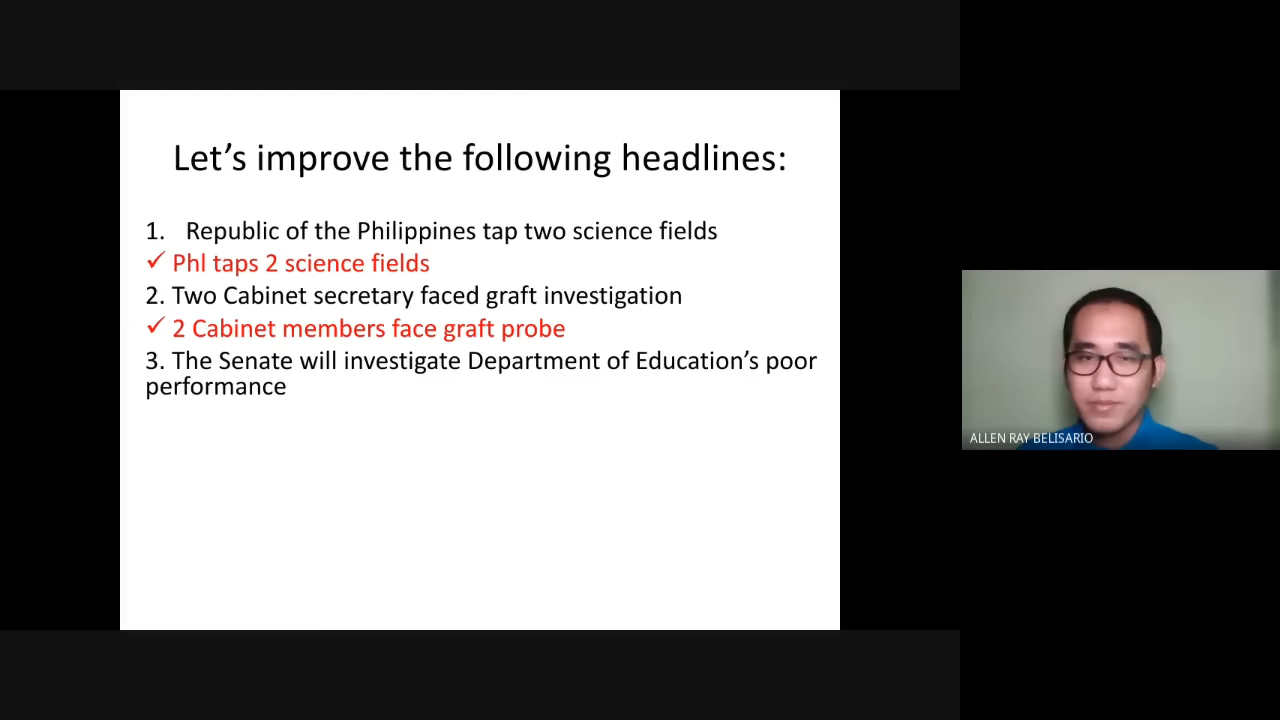 Let's improve the following headlines:
1. Republic of the Philippines tap two science fields
✓ Phl taps 2 science fields
2. Two Cabinet secretary faced graft investigation
✓ 2 Cabinet members face graft probe
3. The Senate will investigate Department of Education's poor
performance
ALLEN RAY BELISARIO